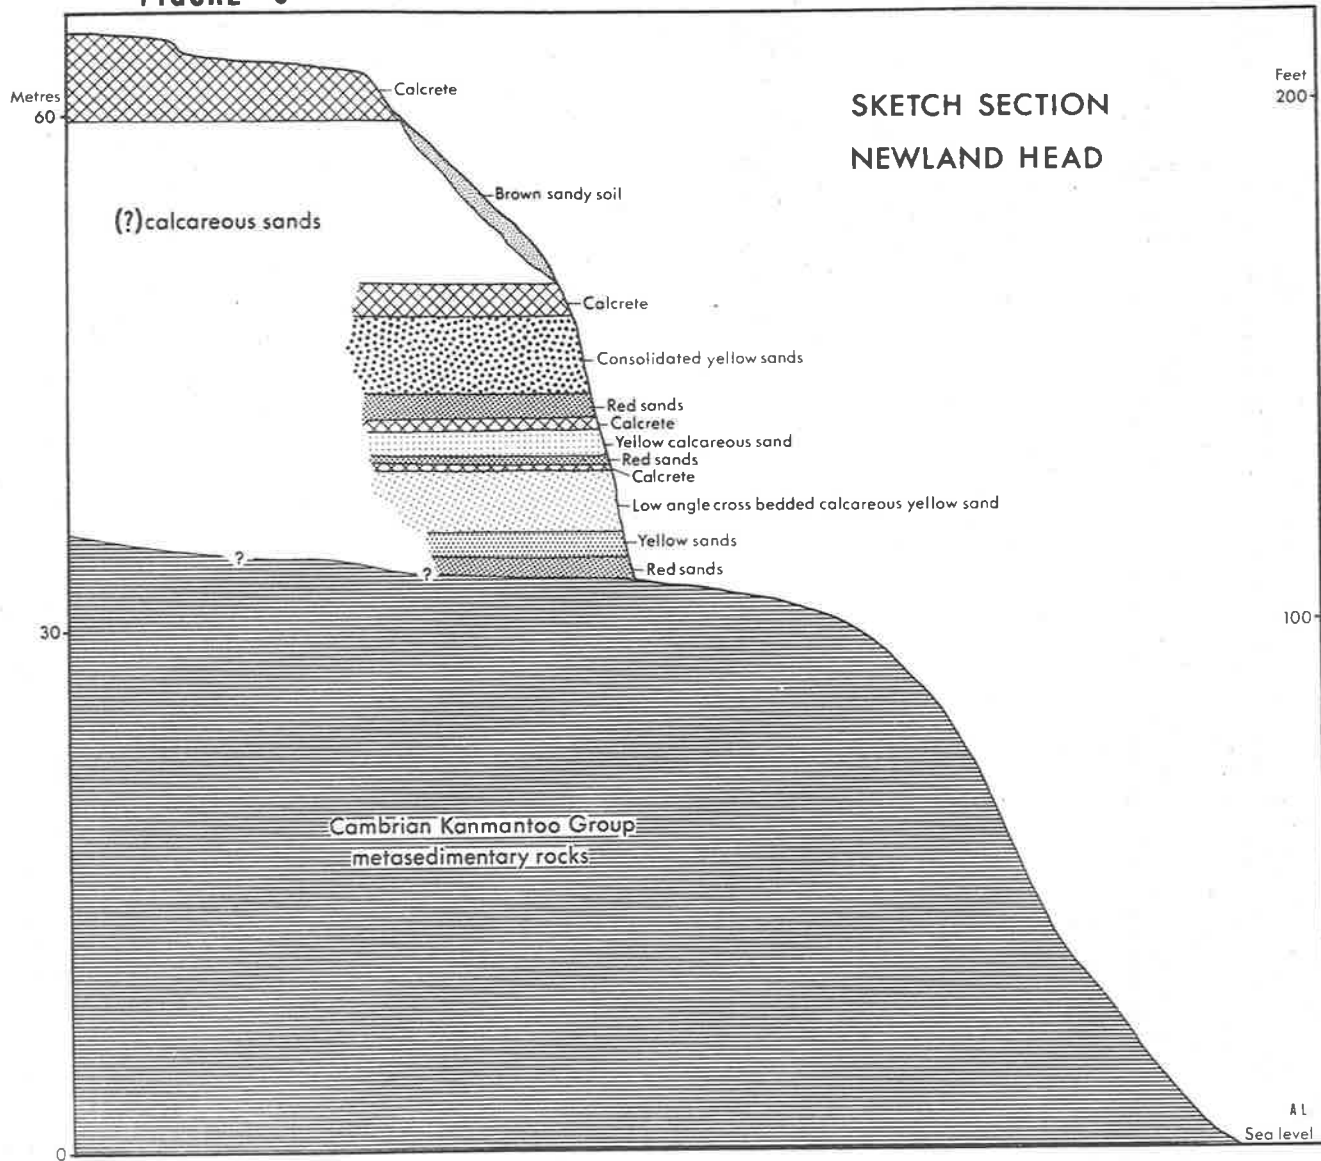 FIGURE
Metres
60
Calcrete
SKETCH SECTION
NEWLAND HEAD
Feet
200
Brown sandy soil
(?)calcareous sands
Calcrete
Consolidated yellow sands
Red sands
Calcrete
Yellow calcareous sand
Red sands
Calcrete
Low angle cross bedded calcareous yellow sand
Yellow sands
Red sands
?
?
30
100
Cambrian Kanmantoo Group
metasedimentary rocks
AL
Sea level
0